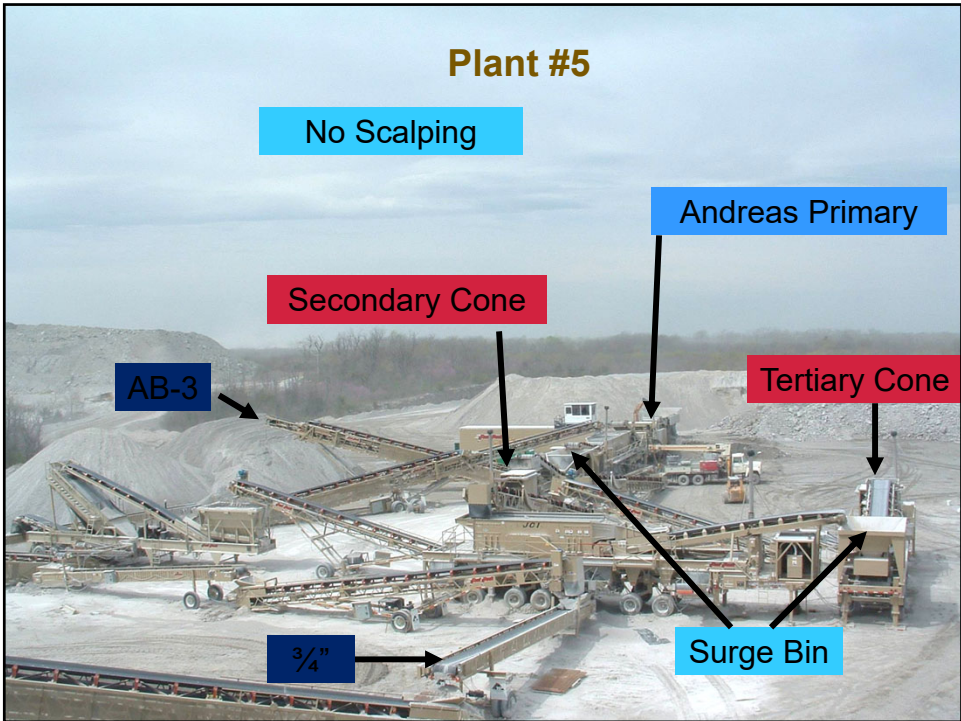 Plant #5
No Scalping
Andreas Primary
Secondary Cone
AB-3
Tertiary Cone
JCI
¾”
Surge Bin